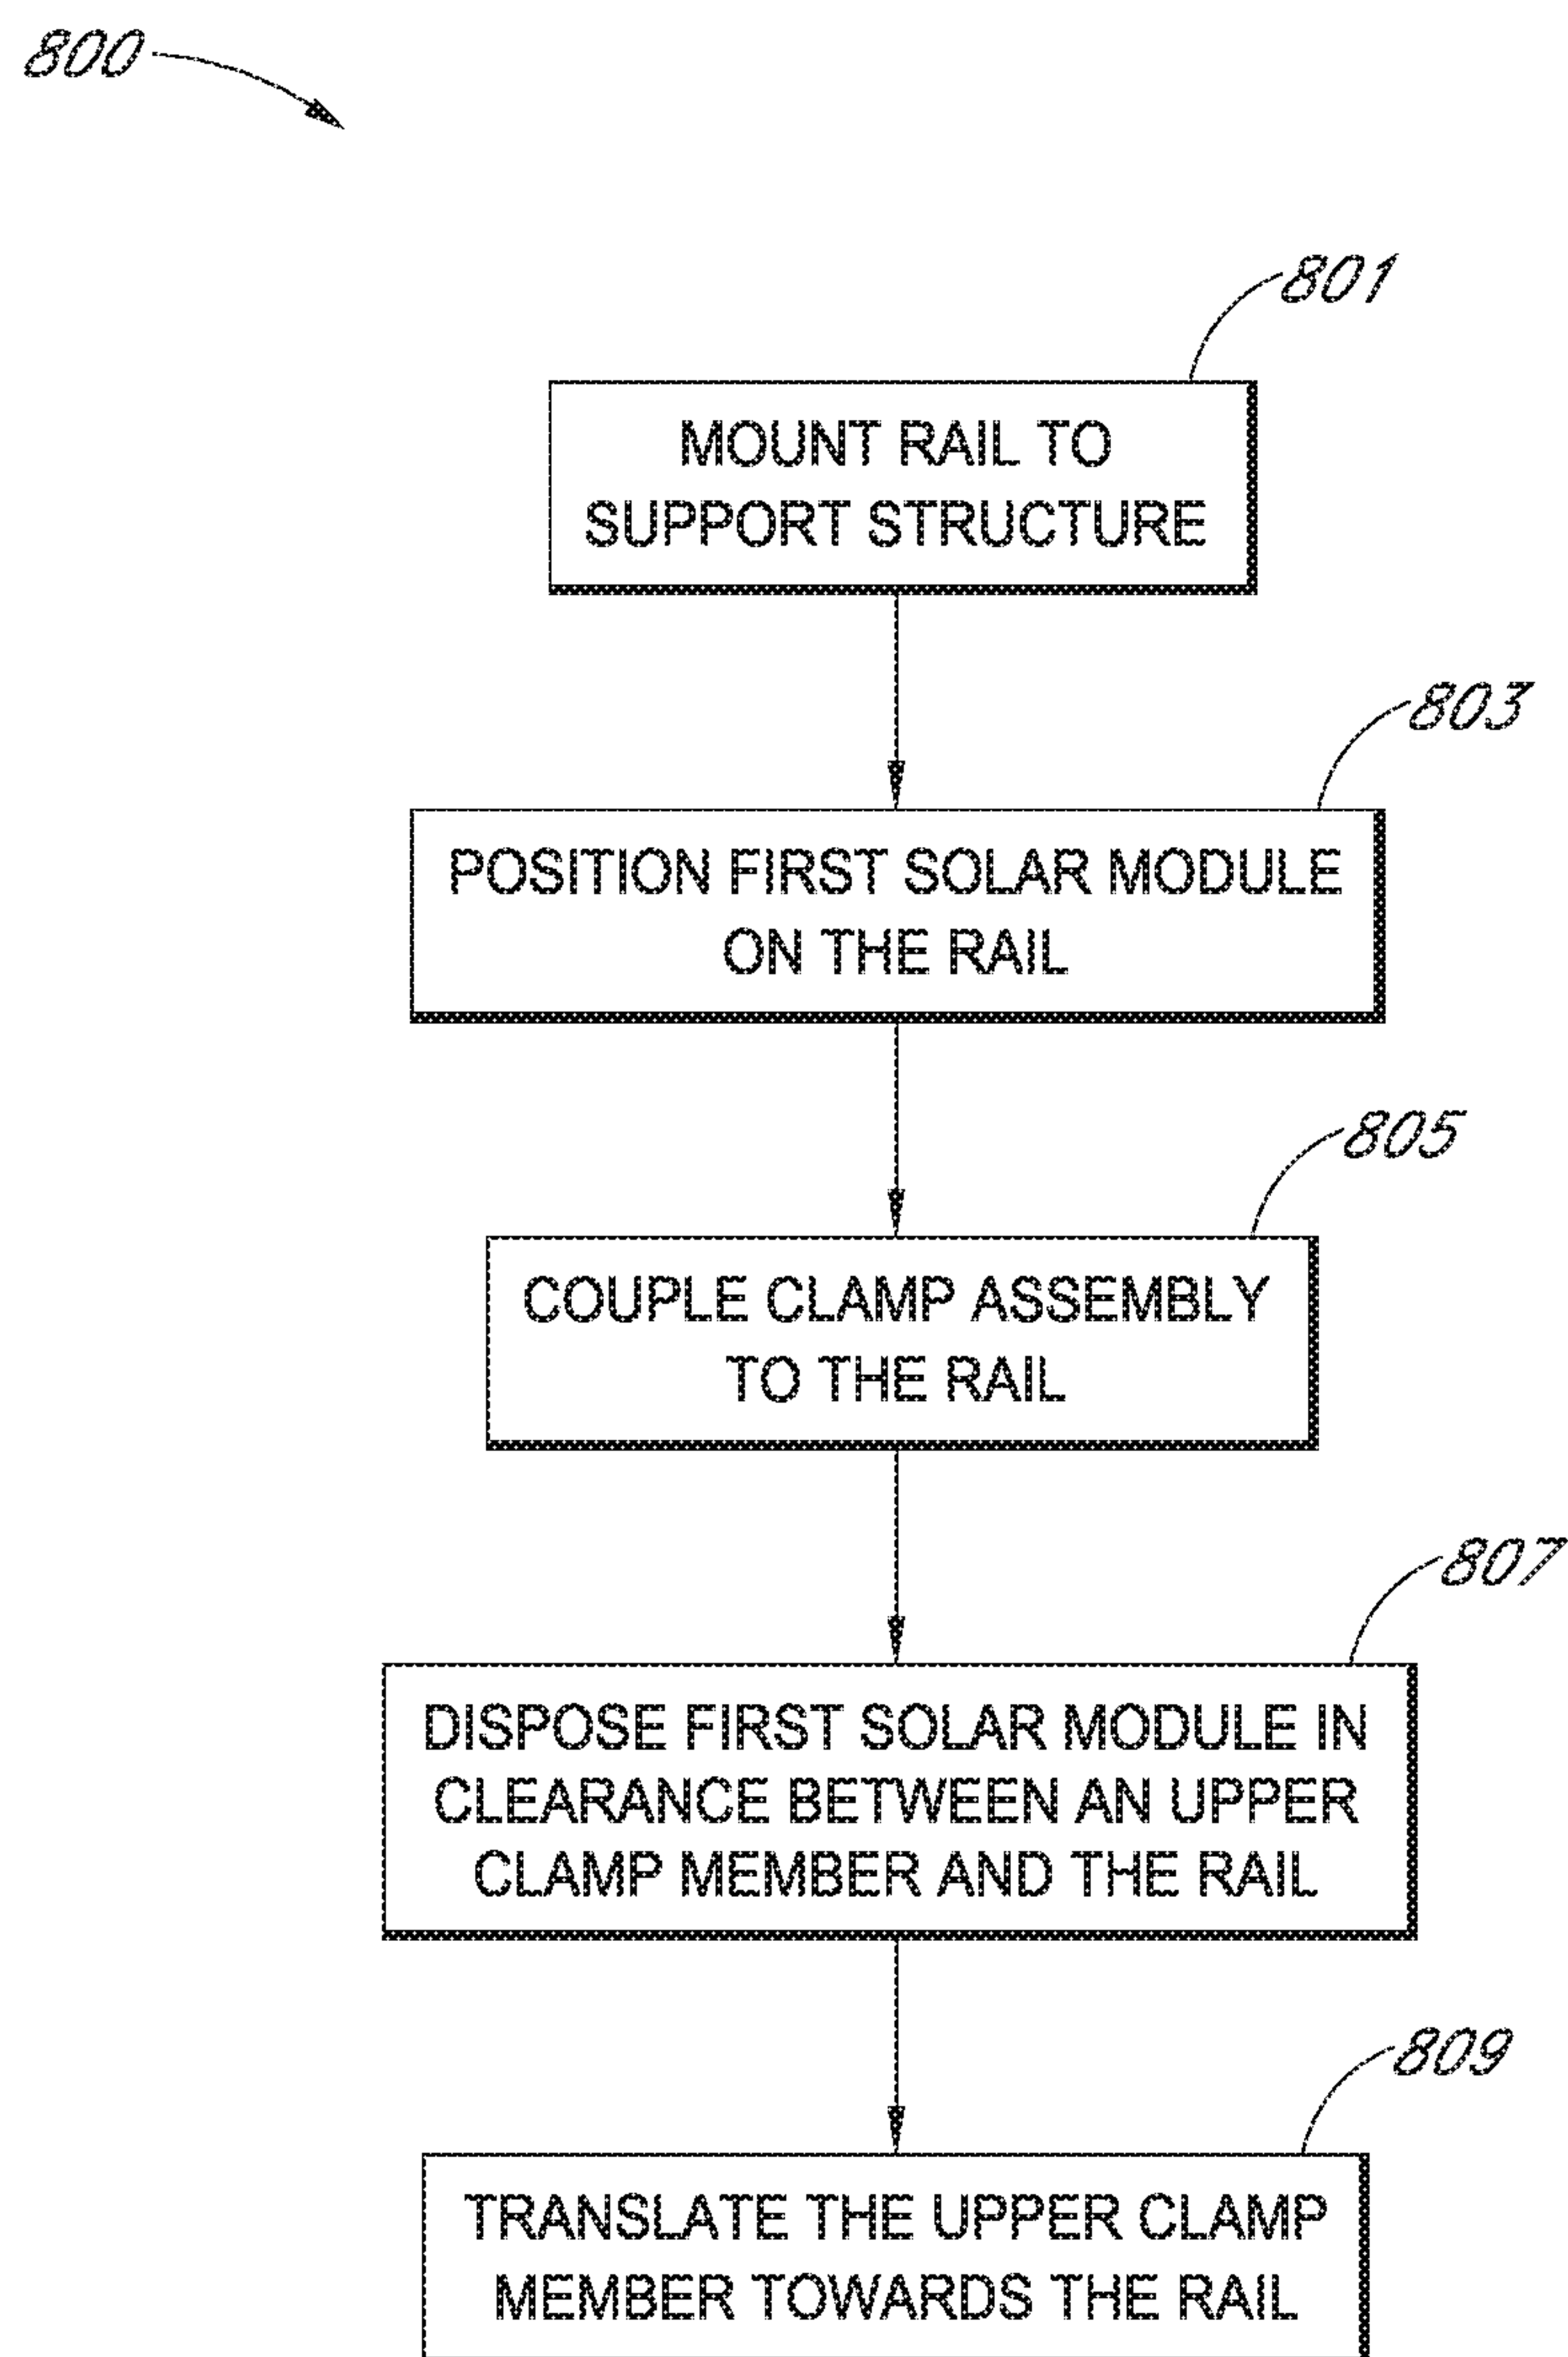 800
801
MOUNT RAIL TO
SUPPORT STRUCTURE
803
POSITION FIRST SOLAR MODULE
ON THE RAIL
805
COUPLE CLAMP ASSEMBLY
TO THE RAIL
807
DISPOSE FIRST SOLAR MODULE IN
CLEARANCE BETWEEN AN UPPER
CLAMP MEMBER AND THE RAIL
809
TRANSLATE THE UPPER CLAMP
MEMBER TOWARDS THE RAIL